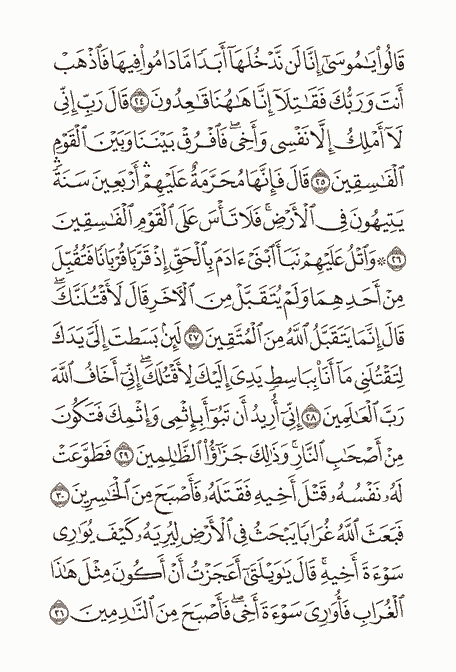 قَالُوا۟ يَـٰمُوسَىٰٓ إِنَّا لَن نَّدْخُلَهَآ أَبَدًا مَّا دَامُوا۟ فِيهَا فَٱذْهَبْ
أَنتَ وَرَبُّكَ فَقَـٰتِلَآ إِنَّا هَـٰهُنَا قَـٰعِدُونَ ٢٤ قَالَ رَبِّ إِنِّى
لَآ أَمْلِكُ إِلَّا نَفْسِى وَأَخِى ۖ فَٱفْرُقْ بَيْنَنَا وَبَيْنَ ٱلْقَوْمِ
ٱلْفَـٰسِقِينَ ٢٥ قَالَ فَإِنَّهَا مُحَرَّمَةٌ عَلَيْهِمْ ۛ أَرْبَعِينَ سَنَةً ۛ
يَتِيهُونَ فِى ٱلْأَرْضِ ۚ فَلَا تَأْسَ عَلَى ٱلْقَوْمِ ٱلْفَـٰسِقِينَ
٢٦ ۞ وَٱتْلُ عَلَيْهِمْ نَبَأَ ٱبْنَىْ ءَادَمَ بِٱلْحَقِّ إِذْ قَرَّبَا قُرْبَانًا فَتُقُبِّلَ
مِنْ أَحَدِهِمَا وَلَمْ يُتَقَبَّلْ مِنَ ٱلْـَٔاخَرِ قَالَ لَأَقْتُلَنَّكَ ۖ
قَالَ إِنَّمَا يَتَقَبَّلُ ٱللَّهُ مِنَ ٱلْمُتَّقِينَ ٢٧ لَئِنۢ بَسَطتَ إِلَىَّ يَدَكَ
لِتَقْتُلَنِى مَآ أَنَا۠ بِبَاسِطٍ يَدِىَ إِلَيْكَ لِأَقْتُلَكَ ۖ إِنِّىٓ أَخَافُ ٱللَّهَ
رَبَّ ٱلْعَـٰلَمِينَ ٢٨ إِنِّىٓ أُرِيدُ أَن تَبُوٓأَ بِإِثْمِى وَإِثْمِكَ فَتَكُونَ
مِنْ أَصْحَـٰبِ ٱلنَّارِ ۚ وَذَٰلِكَ جَزَٰٓؤُا۟ ٱلظَّـٰلِمِينَ ٢٩ فَطَوَّعَتْ
لَهُۥ نَفْسُهُۥ قَتْلَ أَخِيهِ فَقَتَلَهُۥ فَأَصْبَحَ مِنَ ٱلْخَـٰسِرِينَ ٣٠
فَبَعَثَ ٱللَّهُ غُرَابًا يَبْحَثُ فِى ٱلْأَرْضِ لِيُرِيَهُۥ كَيْفَ يُوَٰرِى
سَوْءَةَ أَخِيهِ ۚ قَالَ يَـٰوَيْلَتَىٰٓ أَعَجَزْتُ أَنْ أَكُونَ مِثْلَ هَـٰذَا
ٱلْغُرَابِ فَأُوَٰرِىَ سَوْءَةَ أَخِى ۖ فَأَصْبَحَ مِنَ ٱلنَّـٰدِمِينَ ٣١